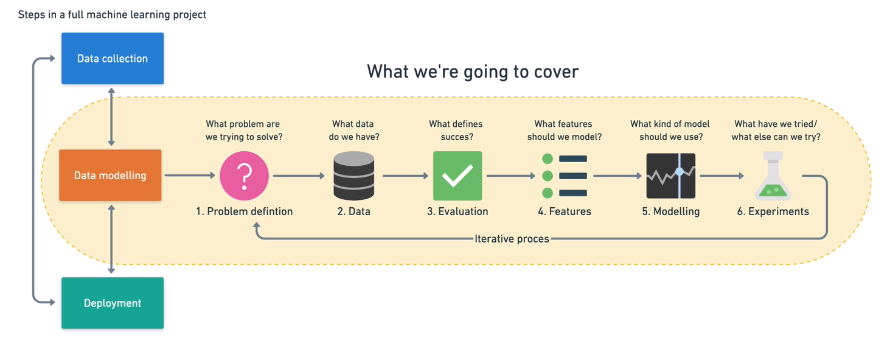 Steps in a full machine learning project
Data collection
What we're going to cover
What problem are
we trying to solve?
What data
do we have?
What defines
succes?
What features
should we model?
What kind of model
should we use?
What have we tried/
what else can we try?
Data modelling
?
1. Problem defintion
2. Data
3. Evaluation
4. Features
5. Modelling
6. Experiments
Iterative proces
Deployment